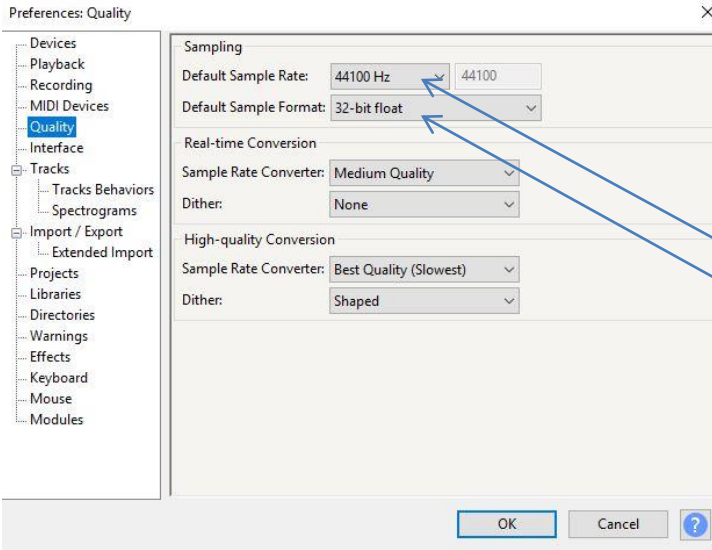 Preferences: Quality
Devices
Playback
Recording
MIDI Devices
Quality
Interface
Tracks
Tracks Behaviors
Spectrograms
Import / Export
Extended Import
Projects
Libraries
Directories
Warnings
Effects
Keyboard
Mouse
Modules
Sampling
Default Sample Rate: 44100 Hz 44100
Default Sample Format: 32-bit float
Real-time Conversion
Sample Rate Converter: Medium Quality
Dither: None
High-quality Conversion
Sample Rate Converter: Best Quality (Slowest)
Dither: Shaped
OK Cancel ?